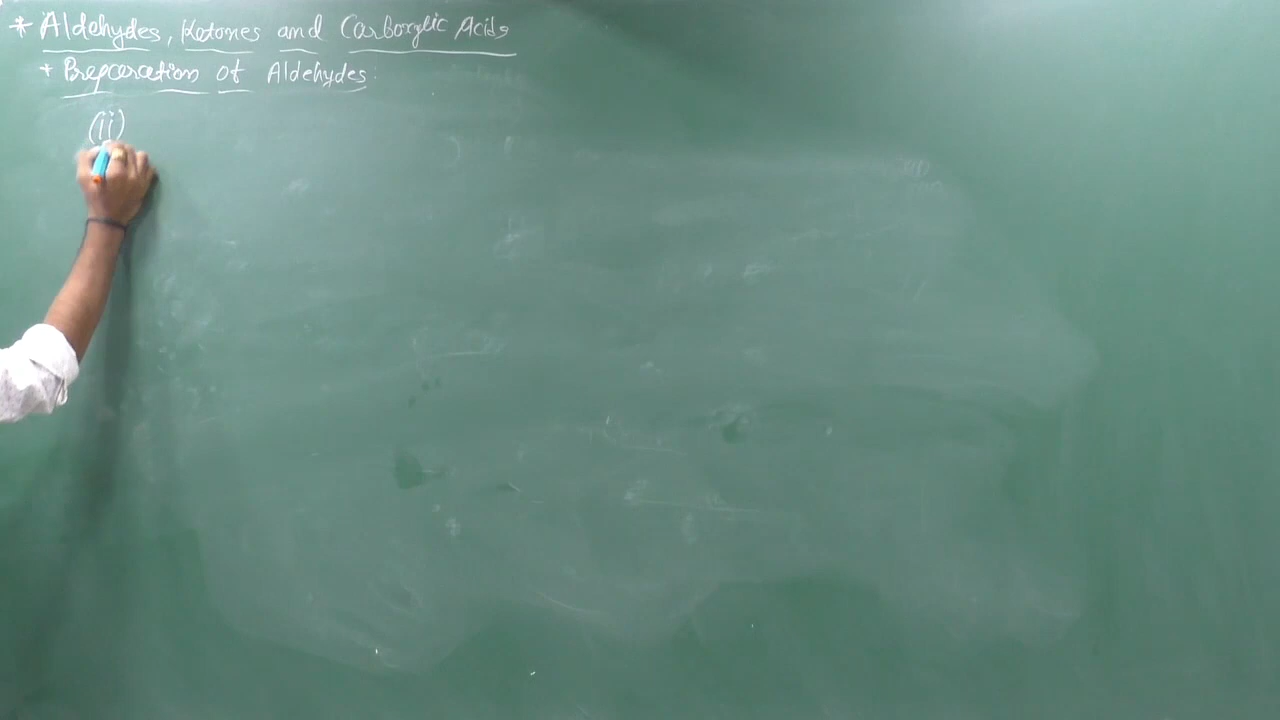 * Aldehydes, Ketones and Carboxylic Acids
+ Preparation of Aldehydes:
(ii)